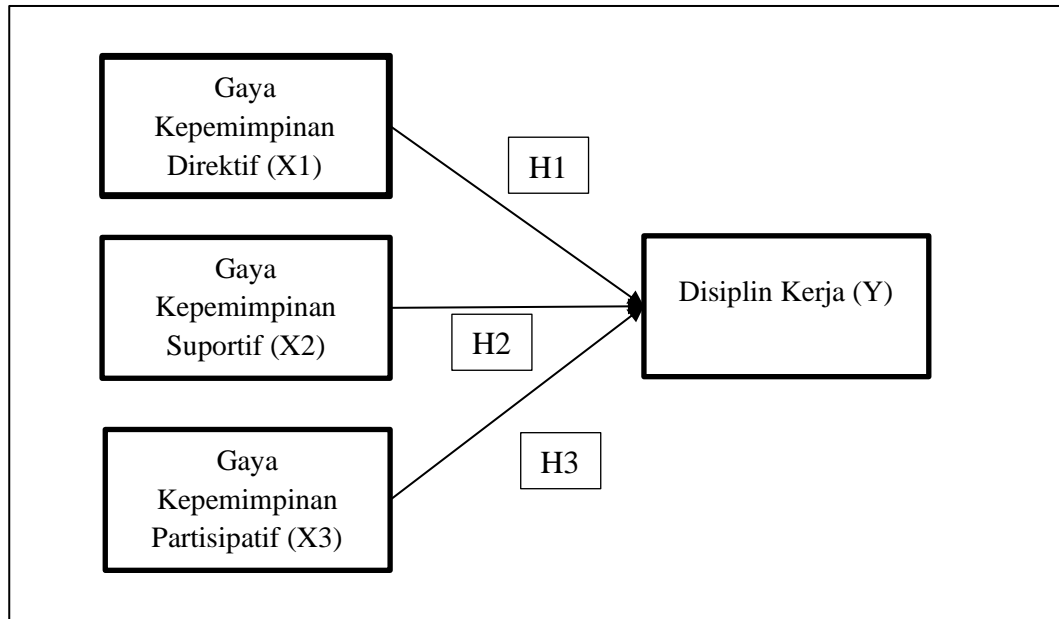 Gaya
Kepemimpinan
Direktif (X1)
H1
Gaya
Kepemimpinan
Suportif (X2)
H2
Disiplin Kerja (Y)
Gaya
Kepemimpinan
Partisipatif (X3)
H3